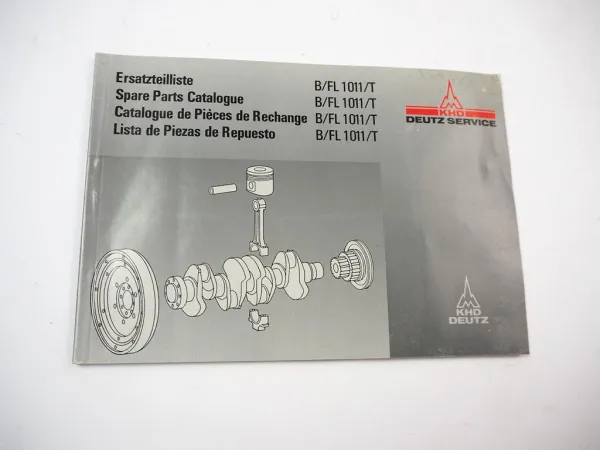 Ersatzteilliste B/FL 1011/T
Spare Parts Catalogue B/FL 1011/T
Catalogue de Pièces de Rechange B/FL 1011/T
Lista de Piezas de Repuesto B/FL 1011/T
KHD
DEUTZ SERVICE
KHD
DEUTZ